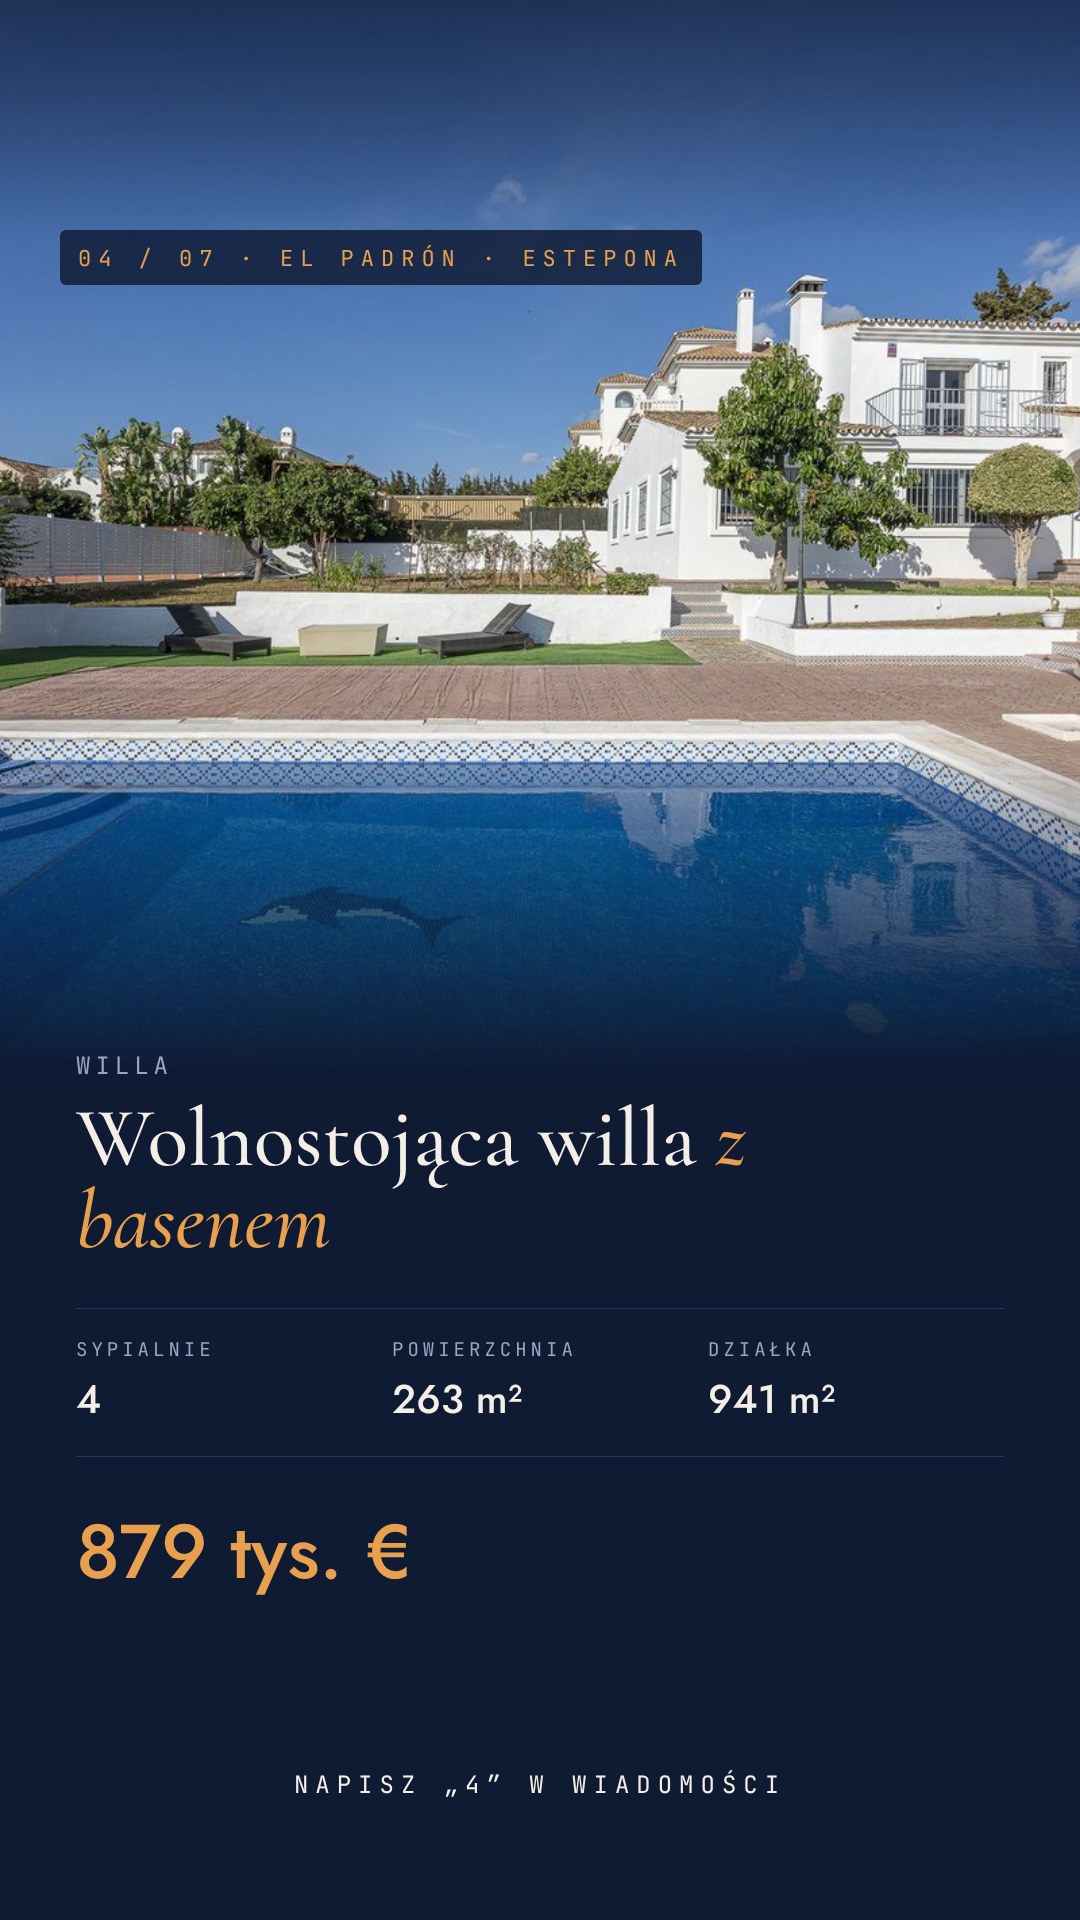 04 / 07 · EL PADRÓN · ESTEPONA
WILLA
Wolnostojąca willa z
basenem
SYPIALNIE POWIERZCHNIA DZIAŁKA
4 263 m² 941 m²
879 tys. €
NAPISZ „4” W WIADOMOŚCI